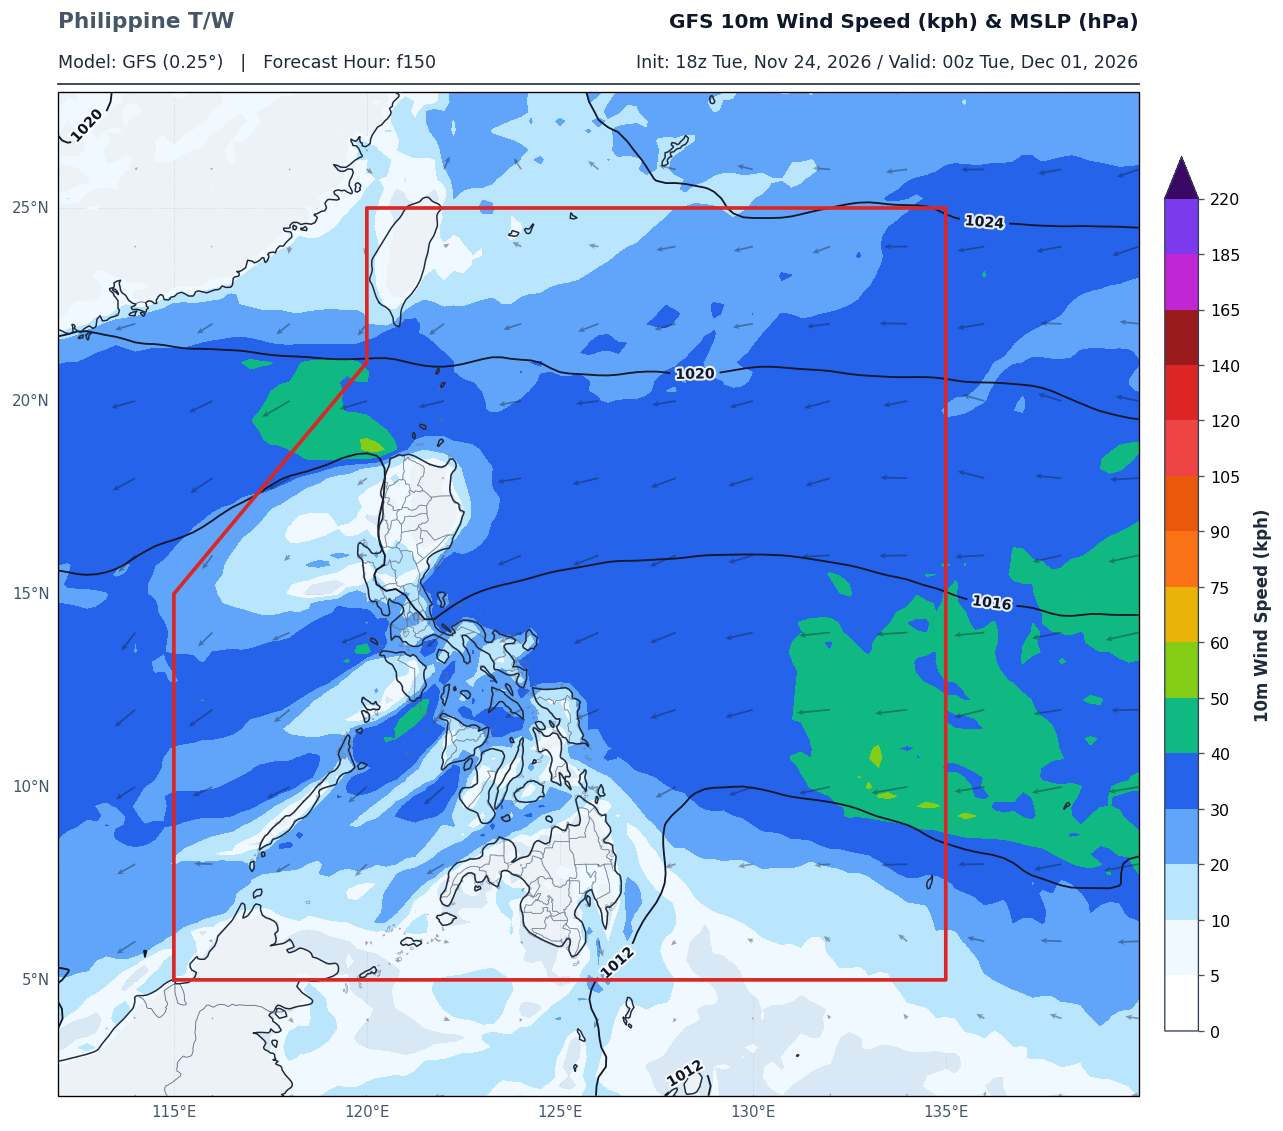 Philippine T/W
GFS 10m Wind Speed (kph) & MSLP (hPa)
Model: GFS (0.25°) | Forecast Hour: f150
Init: 18z Tue, Nov 24, 2026 / Valid: 00z Tue, Dec 01, 2026
1020
1024
1020
1016
1012
1012
25°N
20°N
15°N
10°N
5°N
115°E
120°E
125°E
130°E
135°E
220
185
165
140
120
105
90
75
60
50
40
30
20
10
5
0
10m Wind Speed (kph)